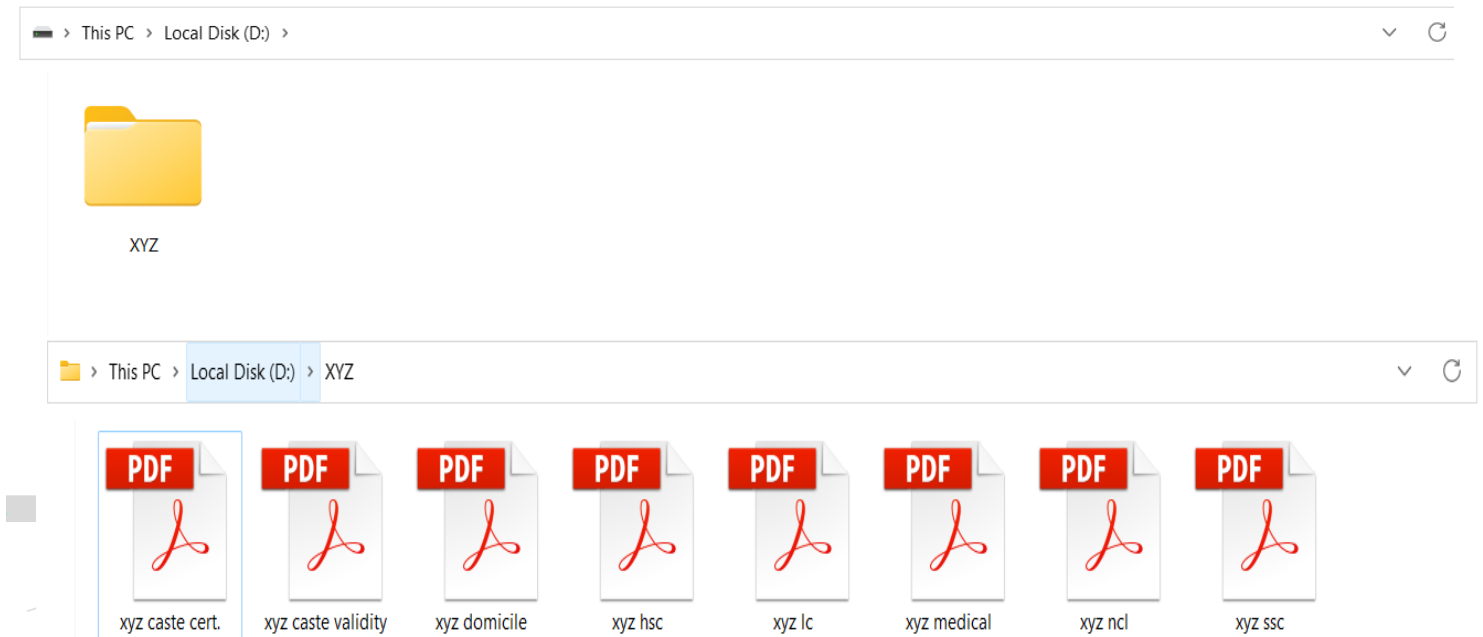 This PC > Local Disk (D:) >
XYZ
This PC > Local Disk (D:) > XYZ
PDF PDF PDF PDF PDF PDF PDF PDF
xyz caste cert. xyz caste validity xyz domicile xyz hsc xyz lc xyz medical xyz ncl xyz ssc